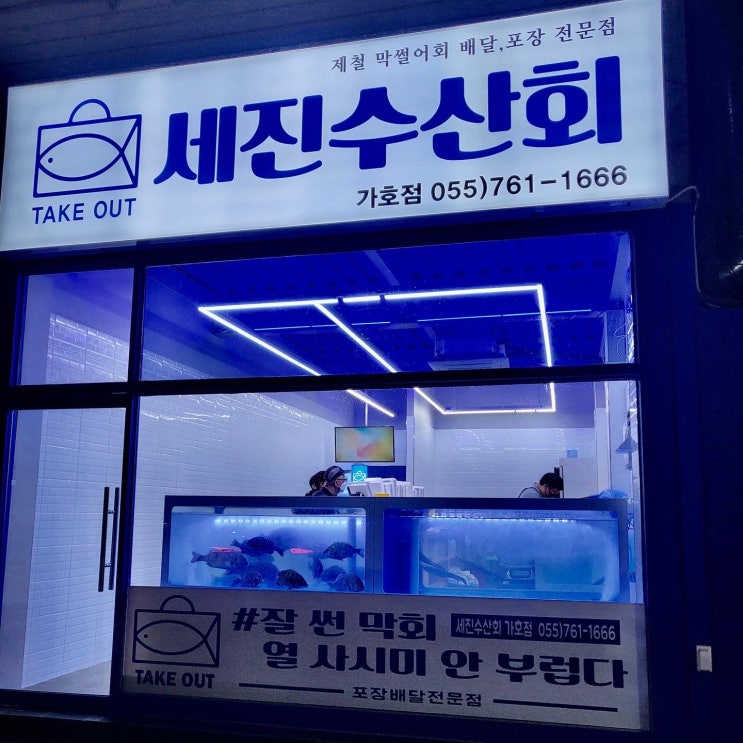 제철 막썰어회 배달,포장 전문점
세진수산회
TAKE OUT
가호점 055)761-1666
#잘 썬 막회
세진수산회 가호점 055)761-1666
열 사시미 안 부럽다
TAKE OUT
포장배달전문점